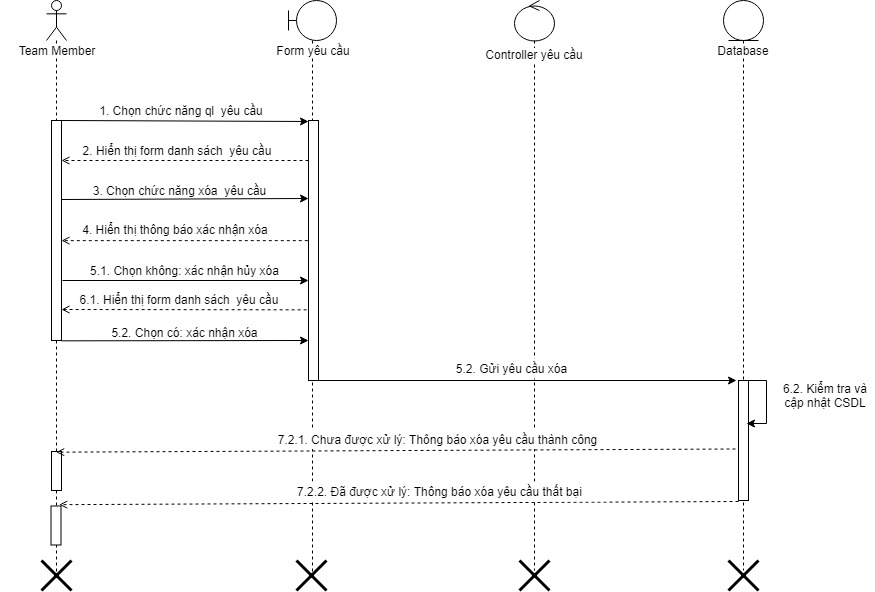 Team Member
Form yêu cầu
Controller yêu cầu
Database
1. Chọn chức năng ql yêu cầu
2. Hiển thị form danh sách yêu cầu
3. Chọn chức năng xóa yêu cầu
4. Hiển thị thông báo xác nhận xóa
5.1. Chọn không: xác nhận hủy xóa
6.1. Hiển thị form danh sách yêu cầu
5.2. Chọn có: xác nhận xóa
5.2. Gửi yêu cầu xóa
6.2. Kiểm tra và
cập nhật CSDL
7.2.1. Chưa được xử lý: Thông báo xóa yêu cầu thành công
7.2.2. Đã được xử lý: Thông báo xóa yêu cầu thất bại